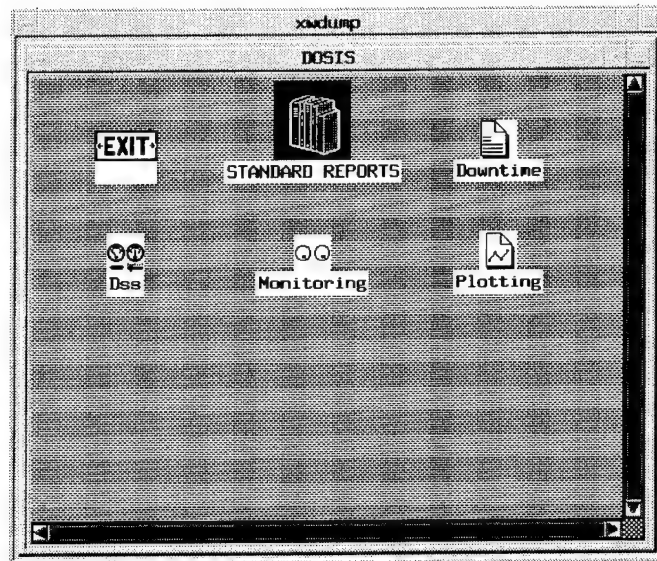 xwdump
DOSIS
EXIT
STANDARD REPORTS
Downtime
Dss
Monitoring
Plotting